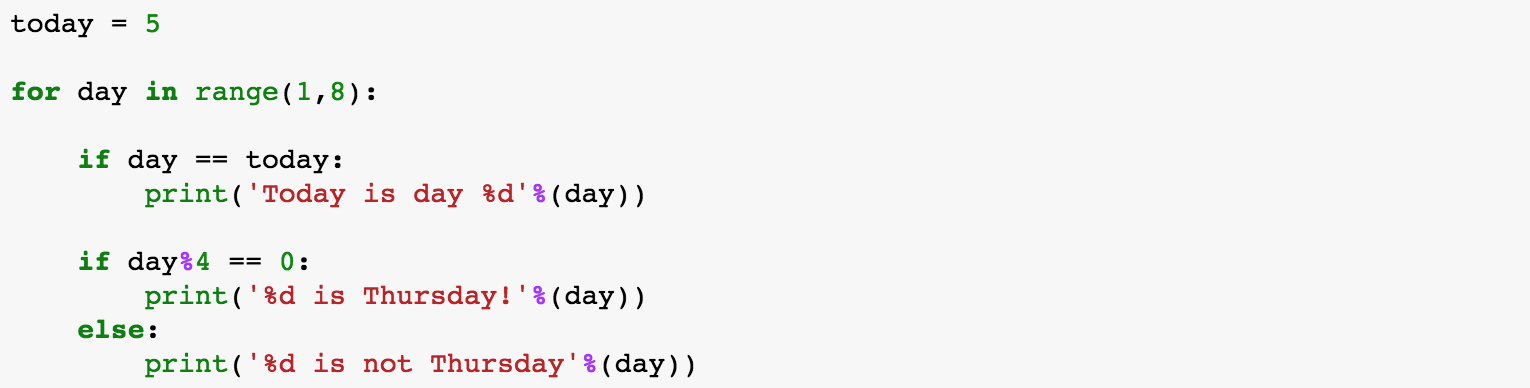 today = 5
for day in range(1,8):
    if day == today:
        print('Today is day %d'%(day))
    if day%4 == 0:
        print('%d is Thursday!'%(day))
    else:
        print('%d is not Thursday'%(day))